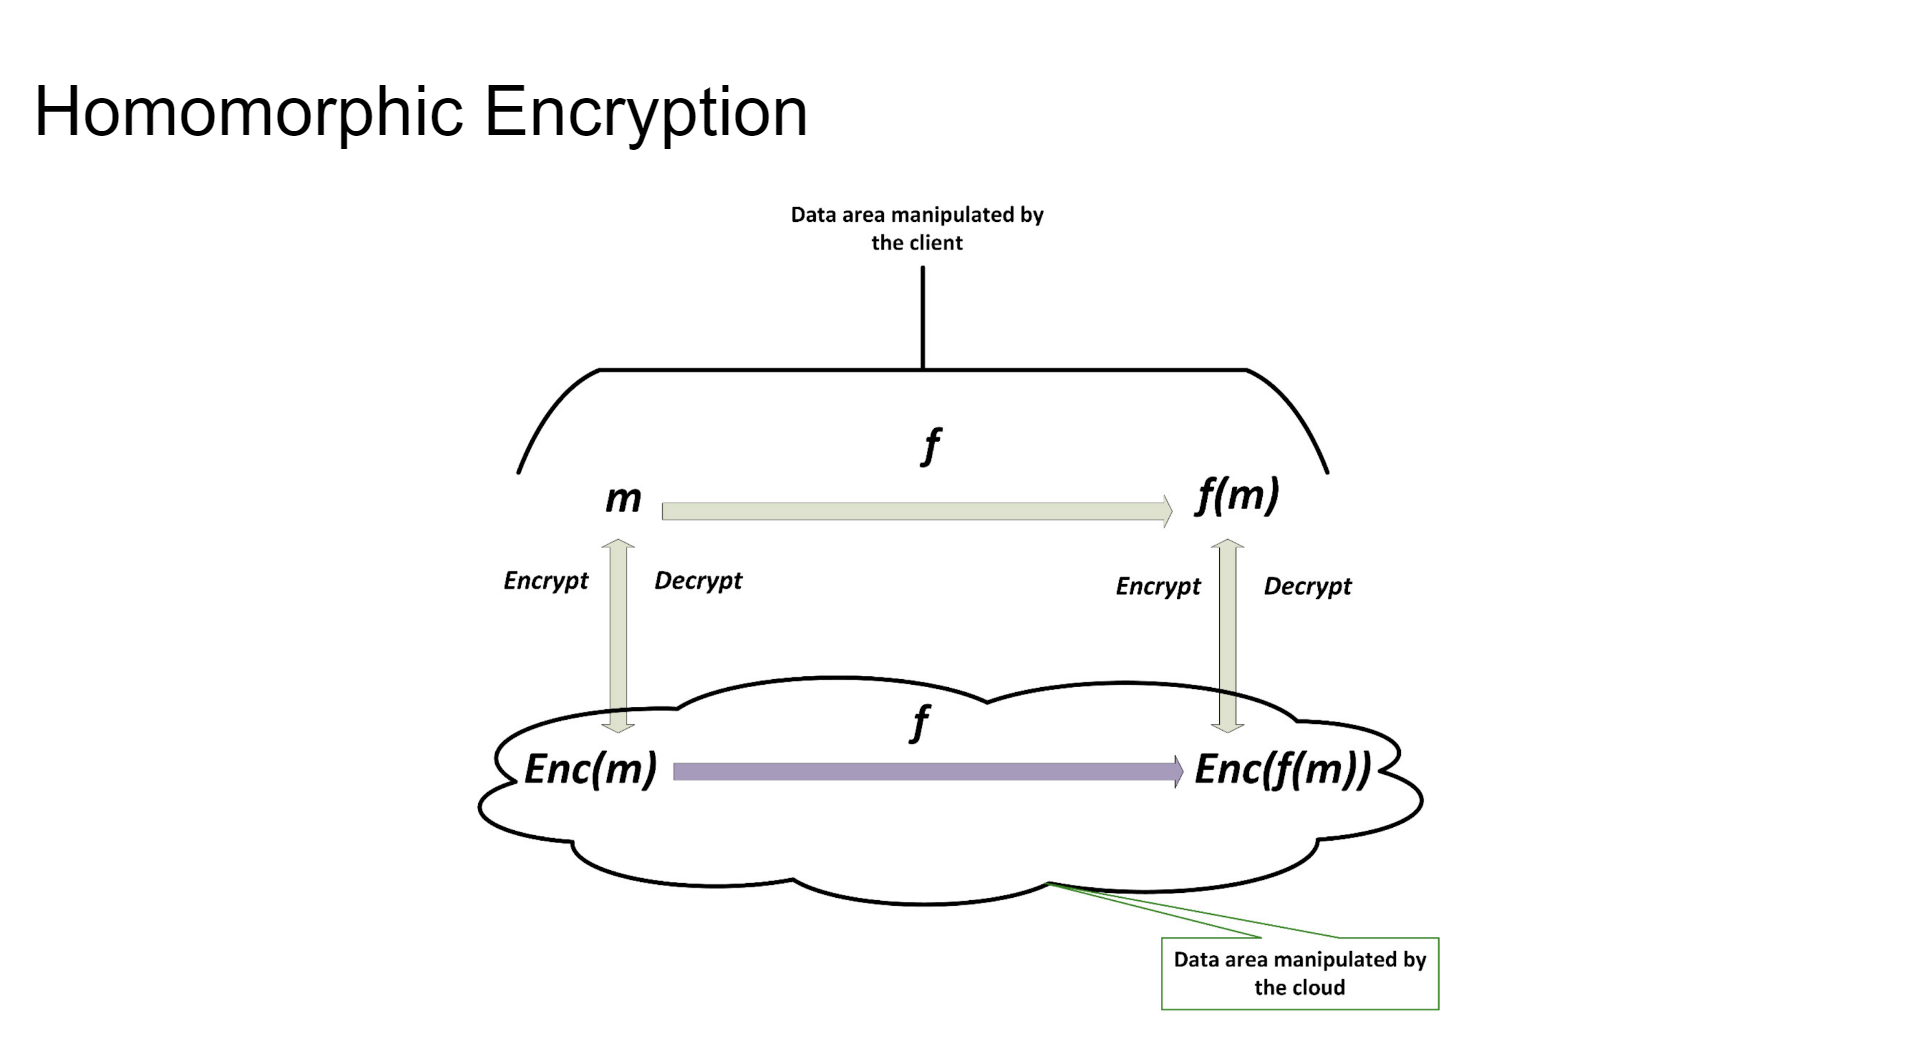 Homomorphic Encryption
Data area manipulated by
the client
f
m
f(m)
Encrypt
Decrypt
Encrypt
Decrypt
f
Enc(m)
Enc(f(m))
Data area manipulated by
the cloud